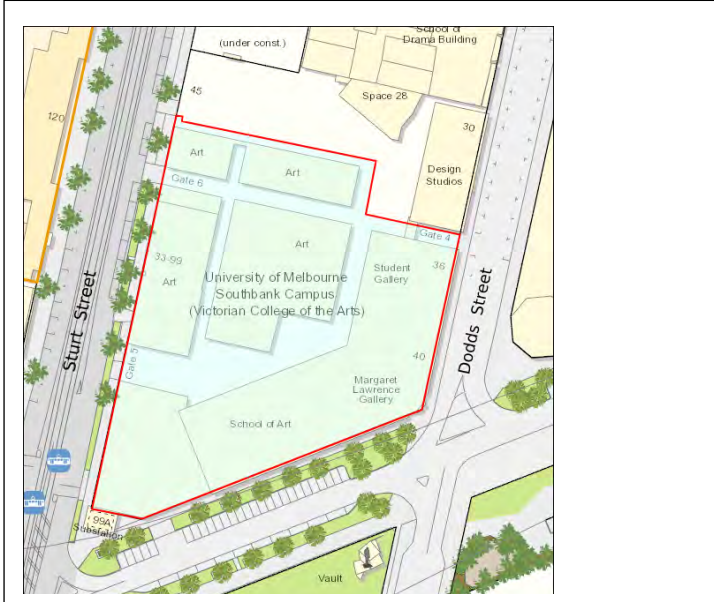 (under const.)
School of
Drama Building
45
Space 28
120
30
Art
Art
Design
Studios
Gate 6
Gate 4
Art
33-99
Art
Student
Gallery
36
University of Melbourne
Southbank Campus
(Victorian College of the Arts)
Sturt Street
Dodds Street
Gate 5
40
Margaret
Lawrence
Gallery
School of Art
99A
Substation
Vault